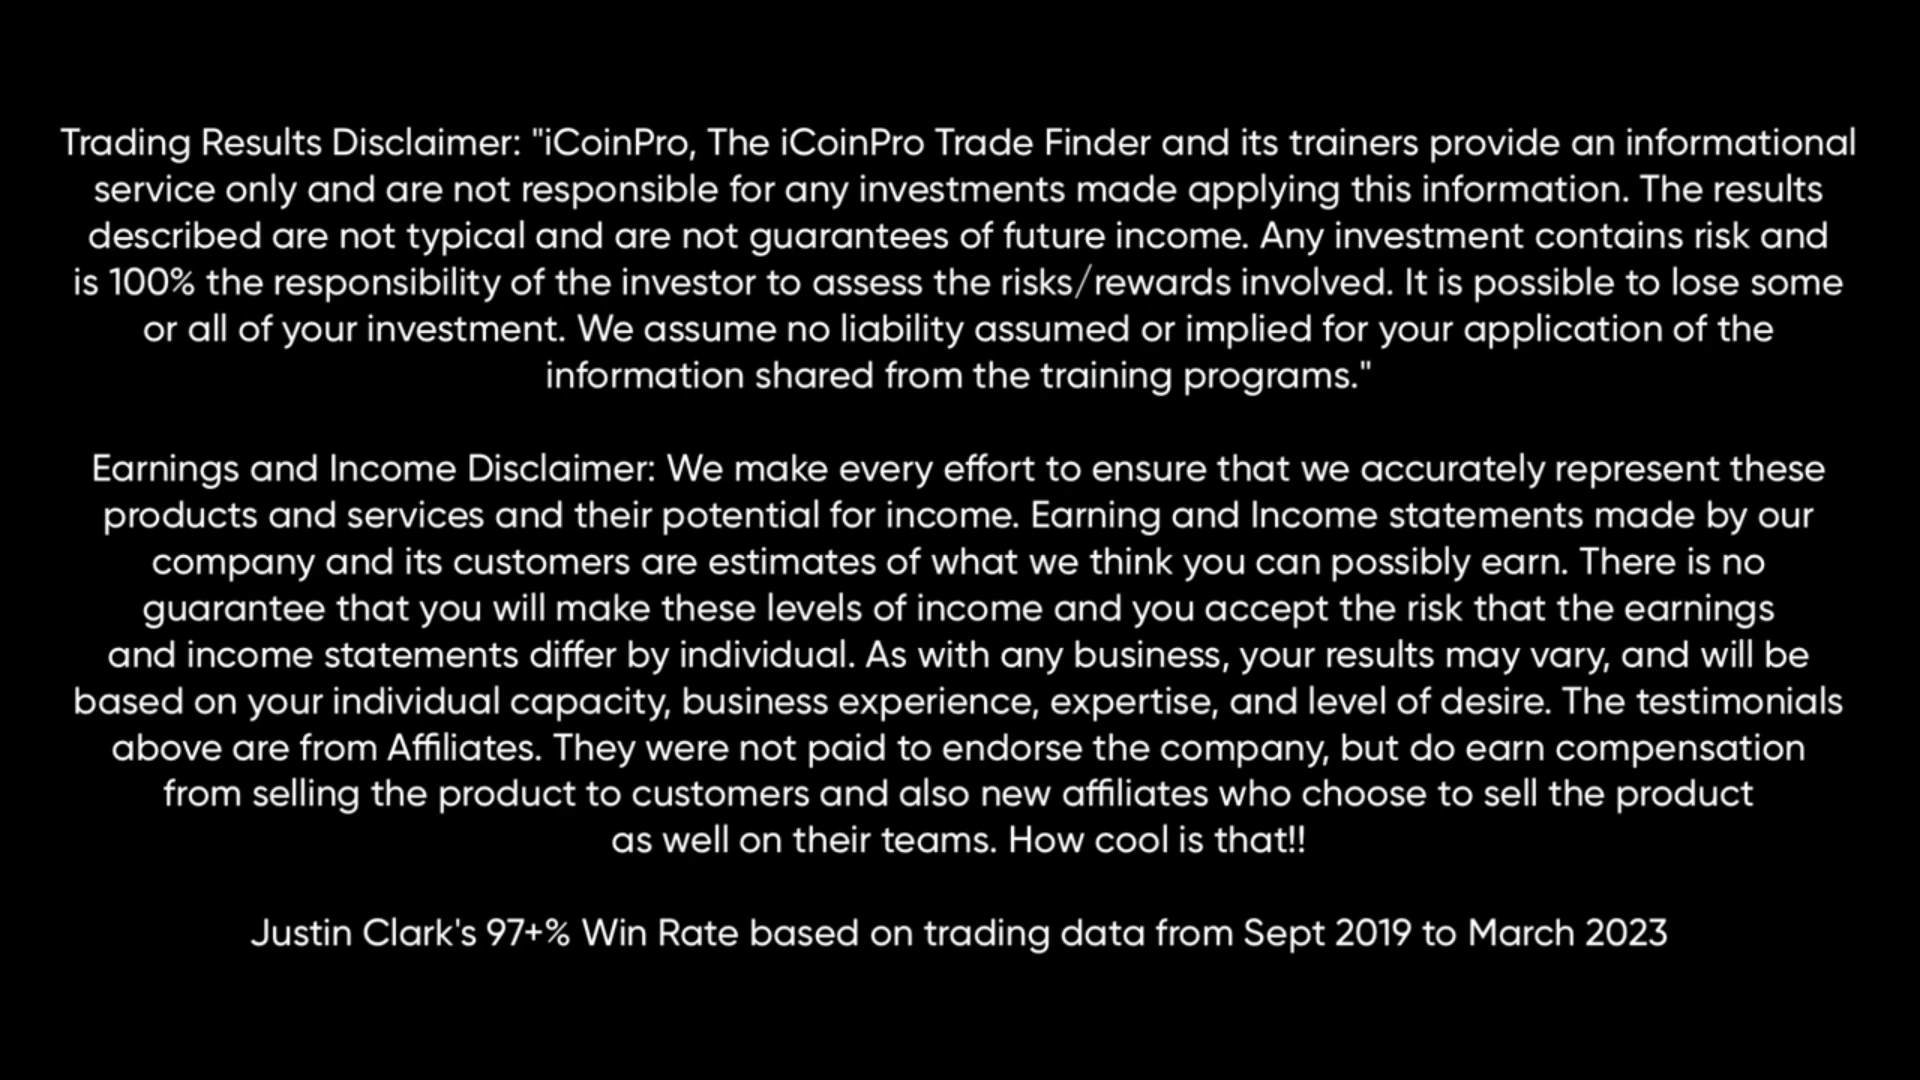 Trading Results Disclaimer: "iCoinPro, The iCoinPro Trade Finder and its trainers provide an informational
service only and are not responsible for any investments made applying this information. The results
described are not typical and are not guarantees of future income. Any investment contains risk and
is 100% the responsibility of the investor to assess the risks/rewards involved. It is possible to lose some
or all of your investment. We assume no liability assumed or implied for your application of the
information shared from the training programs."
Earnings and Income Disclaimer: We make every effort to ensure that we accurately represent these
products and services and their potential for income. Earning and Income statements made by our
company and its customers are estimates of what we think you can possibly earn. There is no
guarantee that you will make these levels of income and you accept the risk that the earnings
and income statements differ by individual. As with any business, your results may vary, and will be
based on your individual capacity, business experience, expertise, and level of desire. The testimonials
above are from Affiliates. They were not paid to endorse the company, but do earn compensation
from selling the product to customers and also new affiliates who choose to sell the product
as well on their teams. How cool is that!!
Justin Clark's 97+% Win Rate based on trading data from Sept 2019 to March 2023